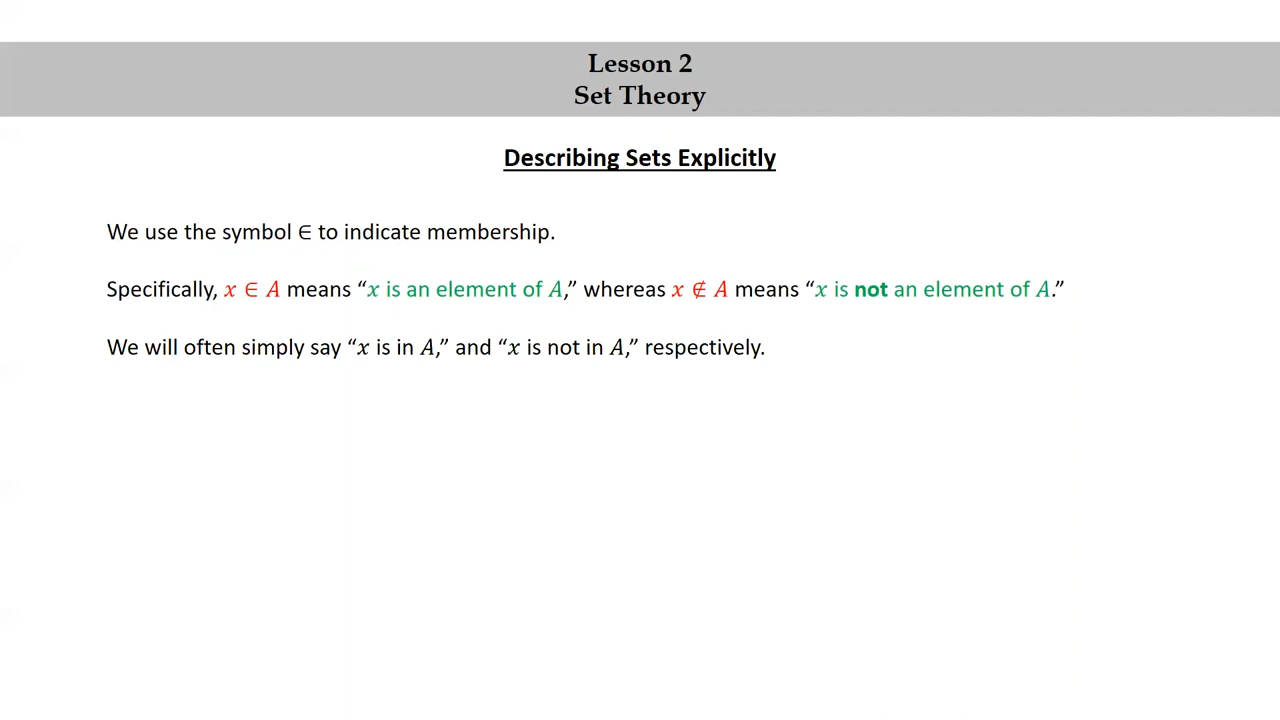 Lesson 2
Set Theory
Describing Sets Explicitly
We use the symbol ∈ to indicate membership.
Specifically, 𝑥 ∈ 𝐴 means “𝑥 is an element of 𝐴,” whereas 𝑥 ∉ 𝐴 means “𝑥 is not an element of 𝐴.”
We will often simply say “𝑥 is in 𝐴,” and “𝑥 is not in 𝐴,” respectively.